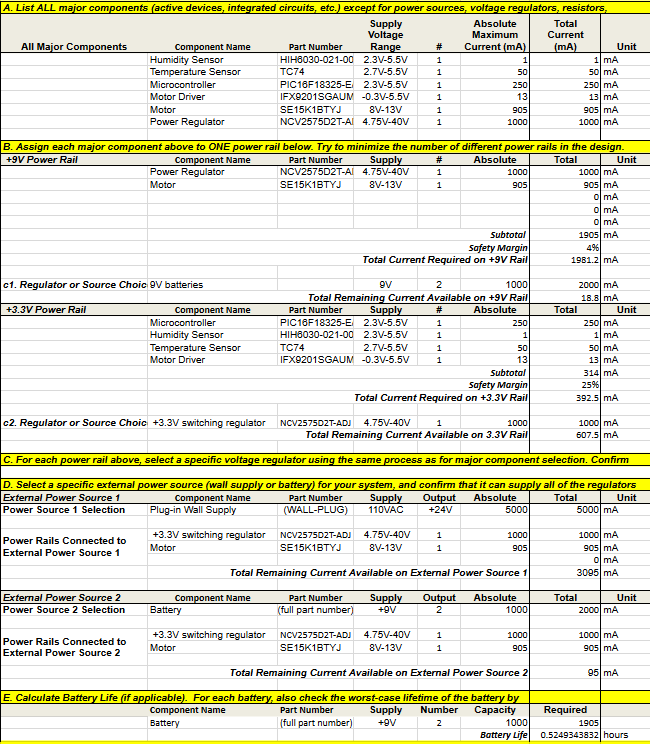 A. List ALL major components (active devices, integrated circuits, etc.) except for power sources, voltage regulators, resistors,
All Major Components Component Name Part Number Supply Voltage Range # Absolute Maximum Current (mA) Total Current (mA) Unit
Humidity Sensor HIH6030-021-00 2.3V-5.5V 1 1 1 mA
Temperature Sensor TC74 2.7V-5.5V 1 50 50 mA
Microcontroller PIC16F18325-E/ 2.3V-5.5V 1 250 250 mA
Motor Driver IFX9201SGAUM -0.3V-5.5V 1 13 13 mA
Motor SE15K1BTYJ 8V-13V 1 905 905 mA
Power Regulator NCV2575D2T-A 4.75V-40V 1 1000 1000 mA
B. Assign each major component above to ONE power rail below. Try to minimize the number of different power rails in the design.
+9V Power Rail Component Name Part Number Supply # Absolute Total Unit
Power Regulator NCV2575D2T-A 4.75V-40V 1 1000 1000 mA
Motor SE15K1BTYJ 8V-13V 1 905 905 mA
0 mA
0 mA
0 mA
Subtotal 1905 mA
Safety Margin 4%
Total Current Required on +9V Rail 1981.2 mA
c1. Regulator or Source Choic 9V batteries 9V 2 1000 2000 mA
Total Remaining Current Available on +9V Rail 18.8 mA
+3.3V Power Rail Component Name Part Number Supply # Absolute Total Unit
Microcontroller PIC16F18325-E/ 2.3V-5.5V 1 250 250 mA
Humidity Sensor HIH6030-021-00 2.3V-5.5V 1 1 1 mA
Temperature Sensor TC74 2.7V-5.5V 1 50 50 mA
Motor Driver IFX9201SGAUM -0.3V-5.5V 1 13 13 mA
Subtotal 314 mA
Safety Margin 25%
Total Current Required on +3.3V Rail 392.5 mA
c2. Regulator or Source Choic +3.3V switching regulator NCV2575D2T-ADJ 4.75V-40V 1 1000 1000 mA
Total Remaining Current Available on 3.3V Rail 607.5 mA
C. For each power rail above, select a specific voltage regulator using the same process as for major component selection. Confirm
D. Select a specific external power source (wall supply or battery) for your system, and confirm that it can supply all of the regulators
External Power Source 1 Component Name Part Number Supply Output Absolute Total Unit
Power Source 1 Selection Plug-in Wall Supply (WALL-PLUG) 110VAC +24V 5000 5000 mA
Power Rails Connected to External Power Source 1 +3.3V switching regulator NCV2575D2T-ADJ 4.75V-40V 1 1000 1000 mA
Motor SE15K1BTYJ 8V-13V 1 905 905 mA
0 mA
Total Remaining Current Available on External Power Source 1 3095 mA
External Power Source 2 Component Name Part Number Supply Output Absolute Total Unit
Power Source 2 Selection Battery (full part number) +9V 2 1000 2000 mA
Power Rails Connected to External Power Source 2 +3.3V switching regulator NCV2575D2T-ADJ 4.75V-40V 1 1000 1000 mA
Motor SE15K1BTYJ 8V-13V 1 905 905 mA
Total Remaining Current Available on External Power Source 2 95 mA
E. Calculate Battery Life (if applicable). For each battery, also check the worst-case lifetime of the battery by
Component Name Part Number Supply Number Capacity Required
Battery (full part number) +9V 2 1000 1905
Battery Life 0.5249343832 hours